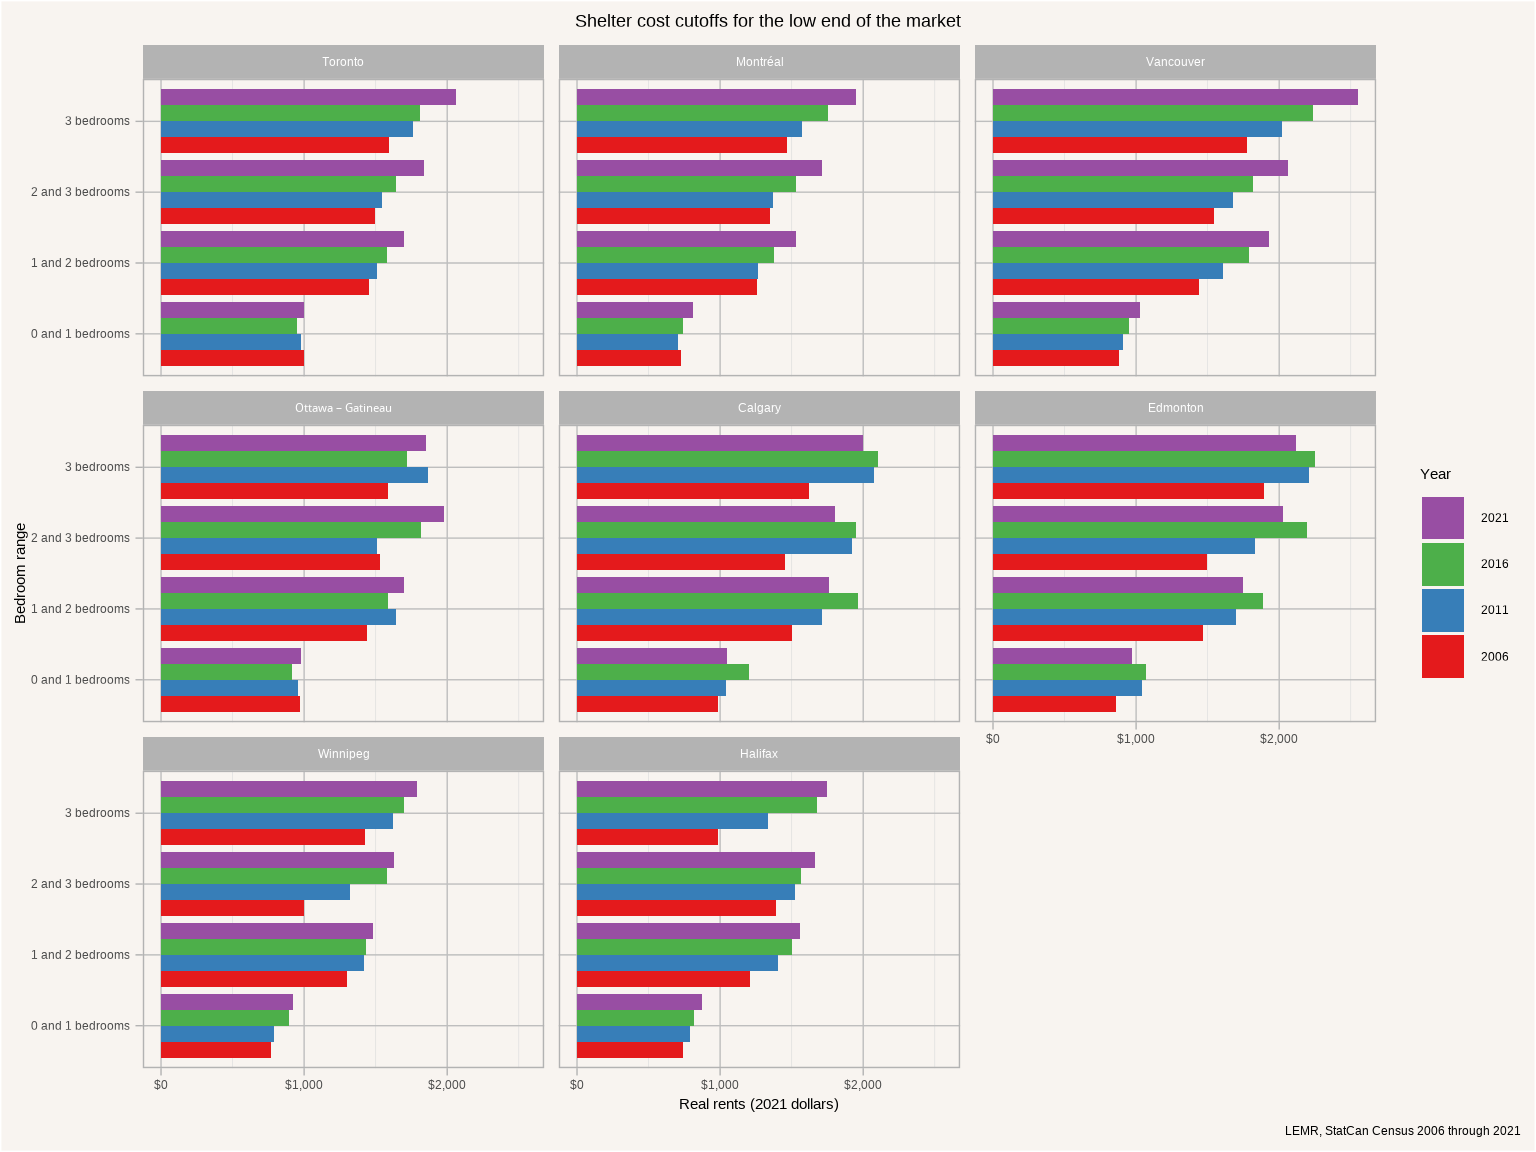 Shelter cost cutoffs for the low end of the market
Toronto
Montréal
Vancouver
3 bedrooms
2 and 3 bedrooms
1 and 2 bedrooms
0 and 1 bedrooms
Ottawa – Gatineau
Calgary
Edmonton
3 bedrooms
2 and 3 bedrooms
1 and 2 bedrooms
0 and 1 bedrooms
$0 $1,000 $2,000
Winnipeg
Halifax
3 bedrooms
2 and 3 bedrooms
1 and 2 bedrooms
0 and 1 bedrooms
$0 $1,000 $2,000
$0 $1,000 $2,000
Bedroom range
Real rents (2021 dollars)
Year
2021
2016
2011
2006
LEMR, StatCan Census 2006 through 2021